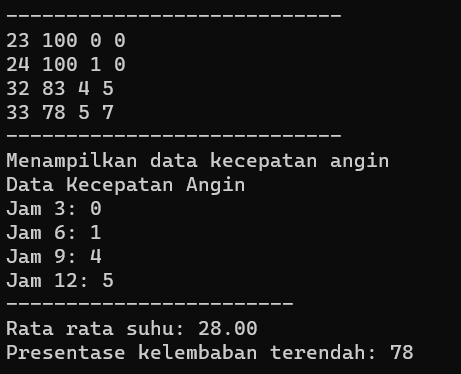 ----------------------------
23 100 0 0
24 100 1 0
32 83 4 5
33 78 5 7
----------------------------
Menampilkan data kecepatan angin
Data Kecepatan Angin
Jam 3: 0
Jam 6: 1
Jam 9: 4
Jam 12: 5
------------------------
Rata rata suhu: 28.00
Presentase kelembaban terendah: 78